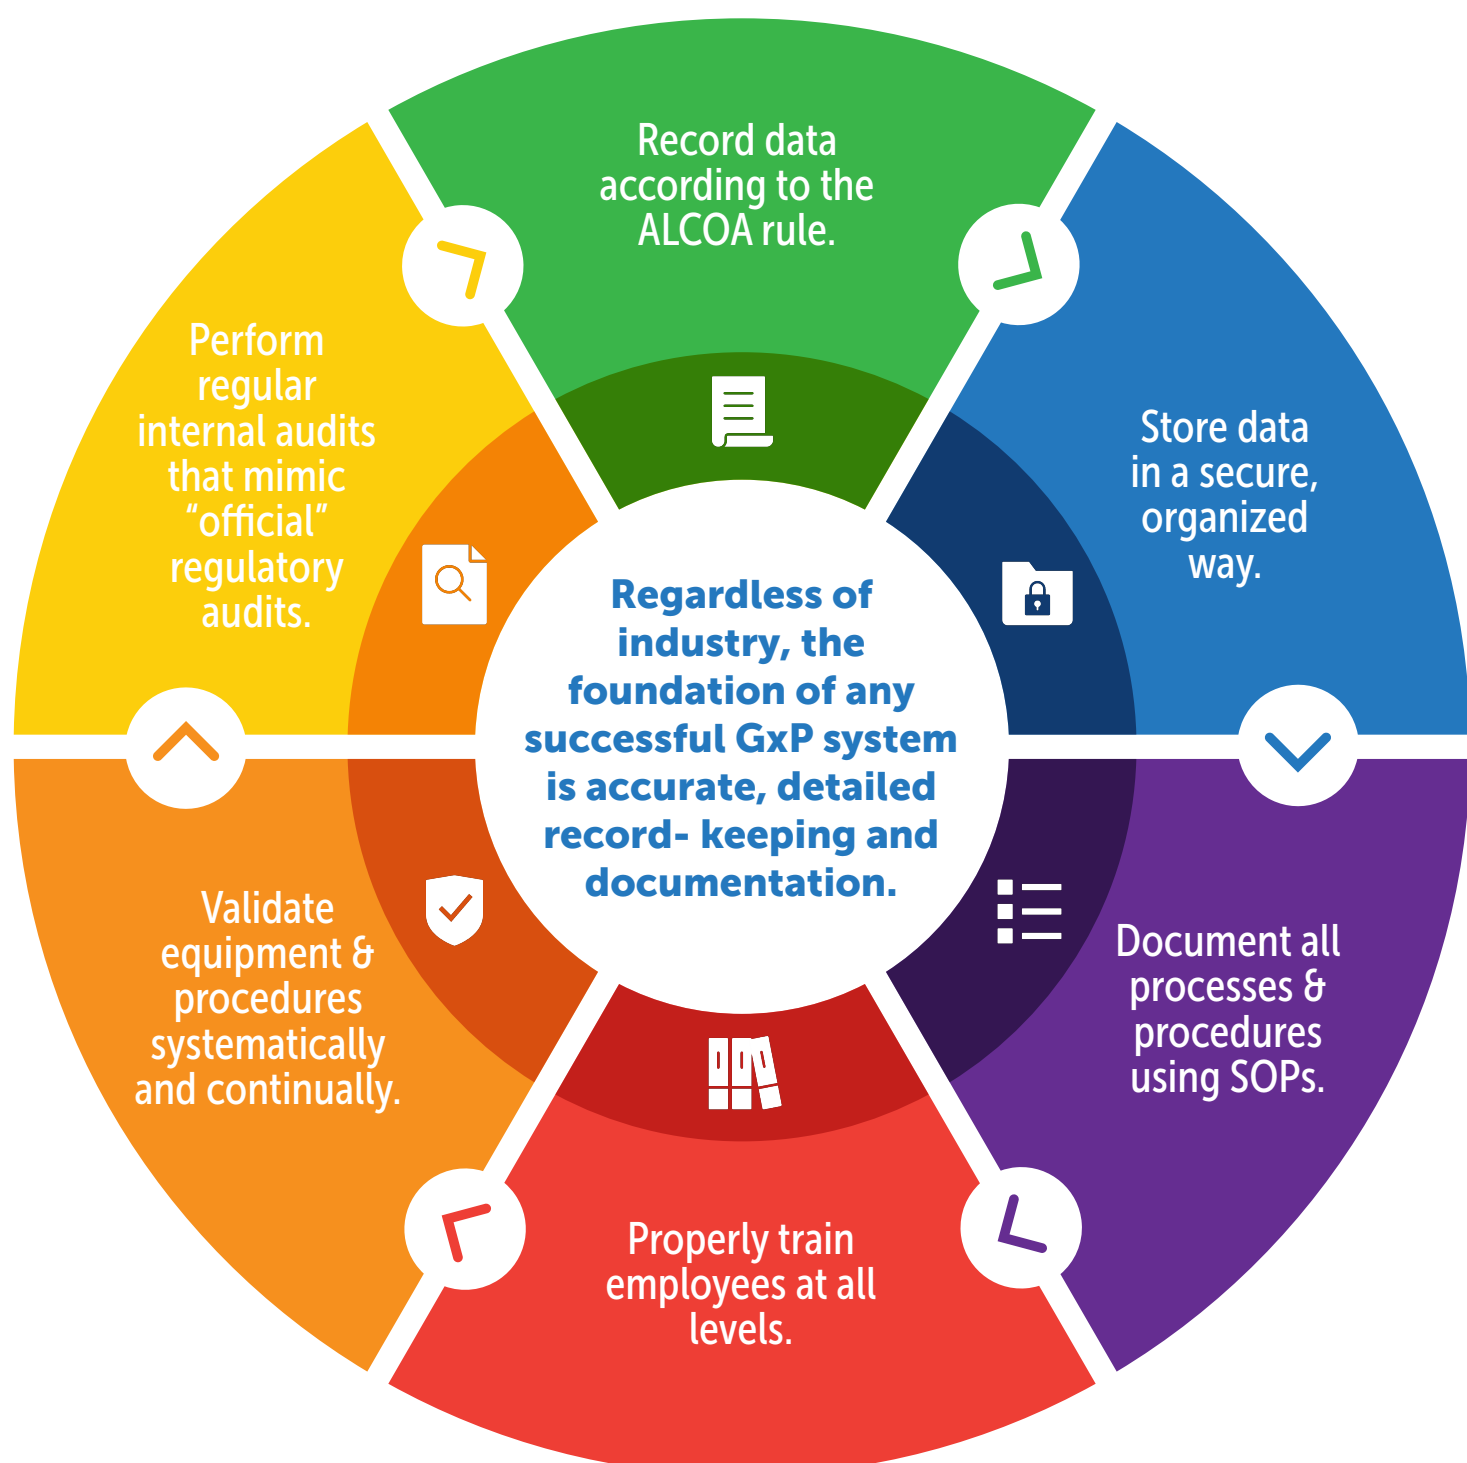 Record data
according to the
ALCOA rule.
Store data
in a secure,
organized
way.
Document all
processes &
procedures
using SOPs.
Properly train
employees at all
levels.
Validate
equipment &
procedures
systematically
and continually.
Perform
regular
internal audits
that mimic
“official”
regulatory
audits.
Regardless of
industry, the
foundation of any
successful GxP system
is accurate, detailed
record- keeping and
documentation.